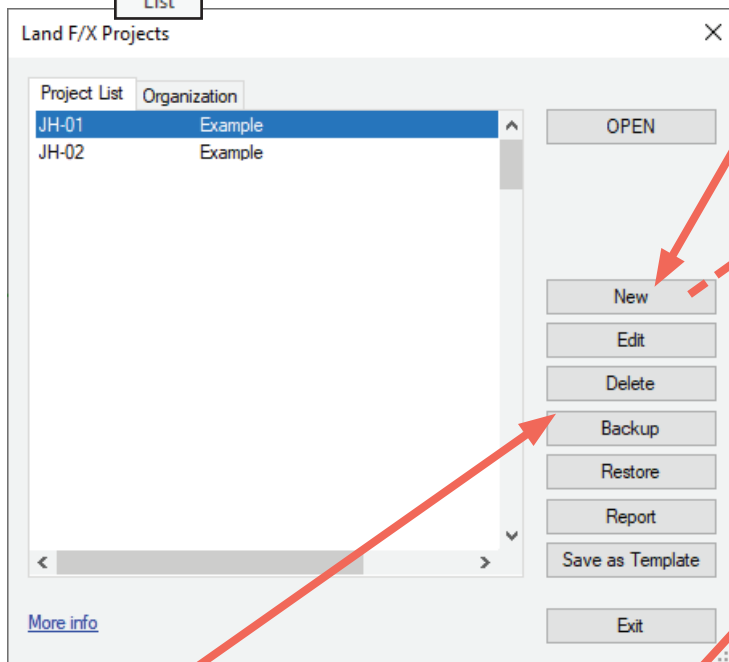 List
Land F/X Projects
Project List Organization
JH-01 Example
JH-02 Example
OPEN
New
Edit
Delete
Backup
Restore
Report
Save as Template
More info
Exit